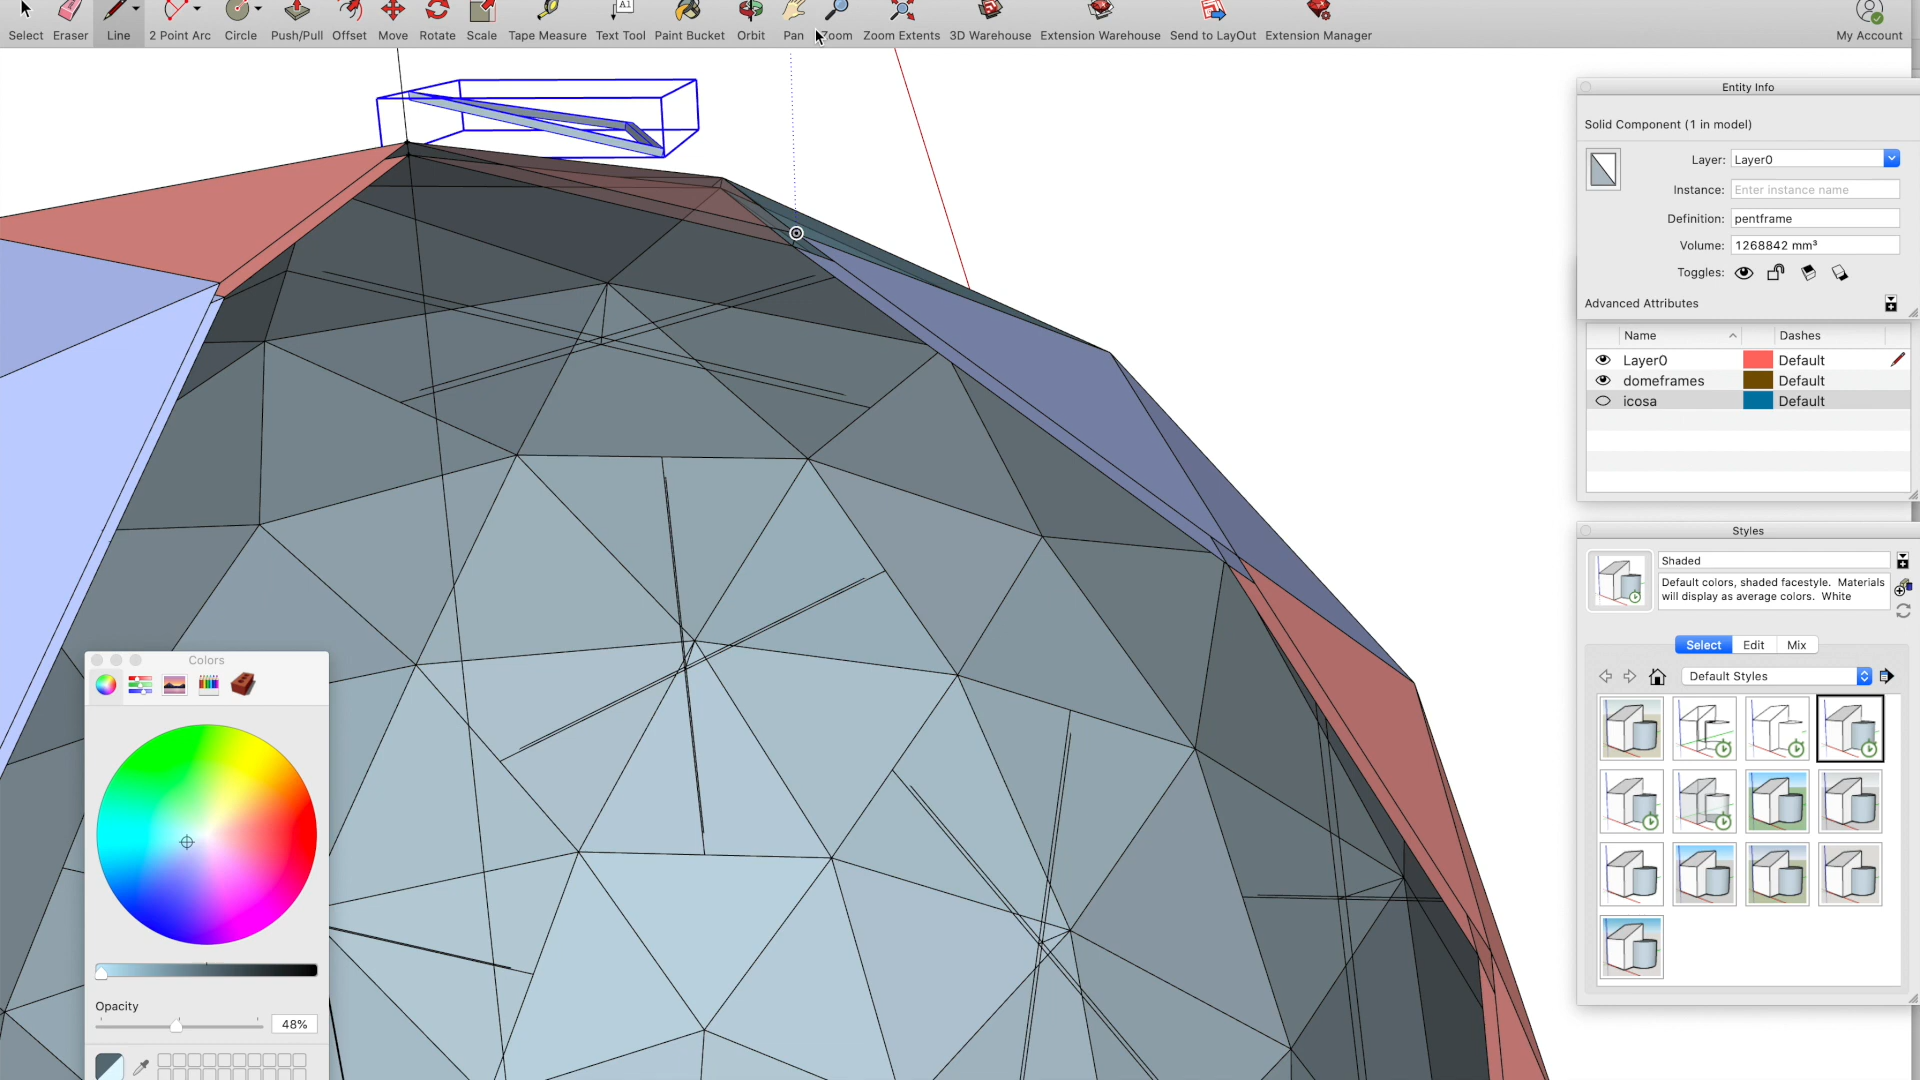 Select Eraser Line 2 Point Arc Circle Push/Pull Offset Move Rotate Scale Tape Measure Text Tool Paint Bucket Orbit Pan Zoom Zoom Extents 3D Warehouse Extension Warehouse Send to LayOut Extension Manager My Account
A1
Entity Info
Solid Component (1 in model)
Layer: Layer0
Instance: Enter instance name
Definition: pentframe
Volume: 1268842 mm³
Toggles:
Advanced Attributes
Name Dashes
Layer0 Default
domeframes Default
icosa Default
Styles
Shaded
Default colors, shaded facestyle. Materials
will display as average colors. White
Select Edit Mix
Default Styles
Colors
Opacity
48%